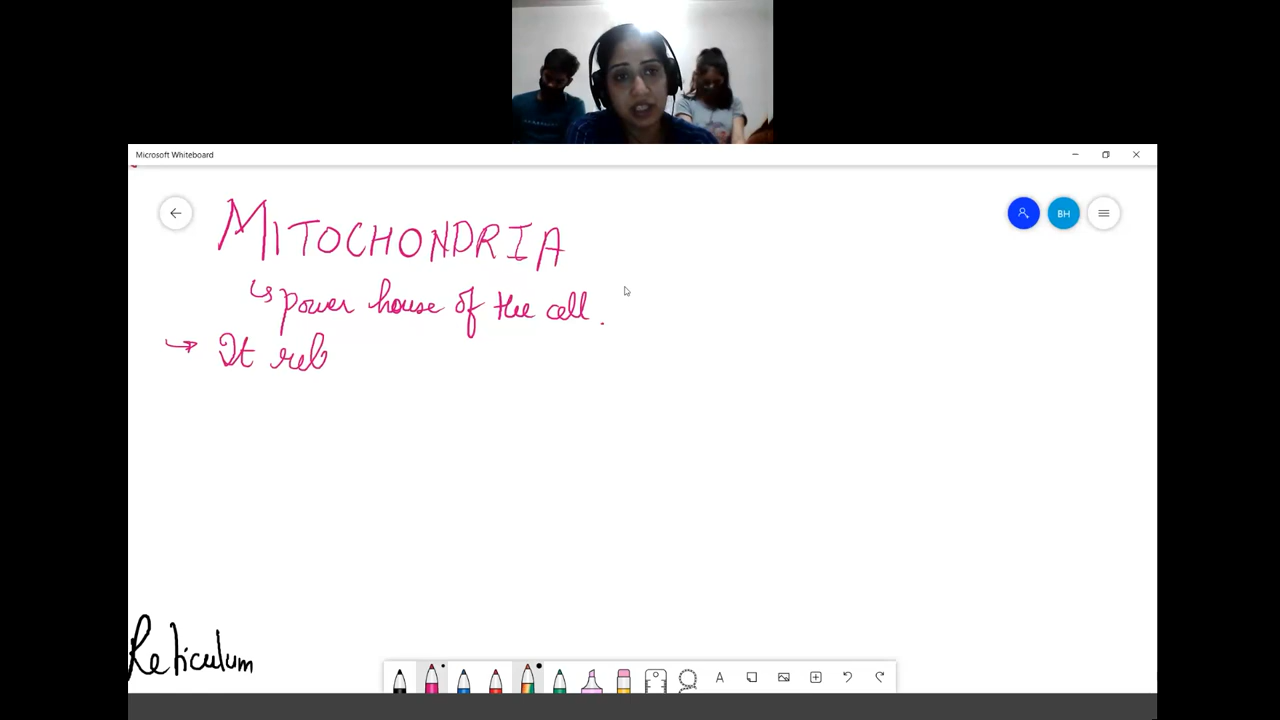 Microsoft Whiteboard
BH
MITOCHONDRIA
↳ power house of the cell.
→ It rel
Reticulum
A